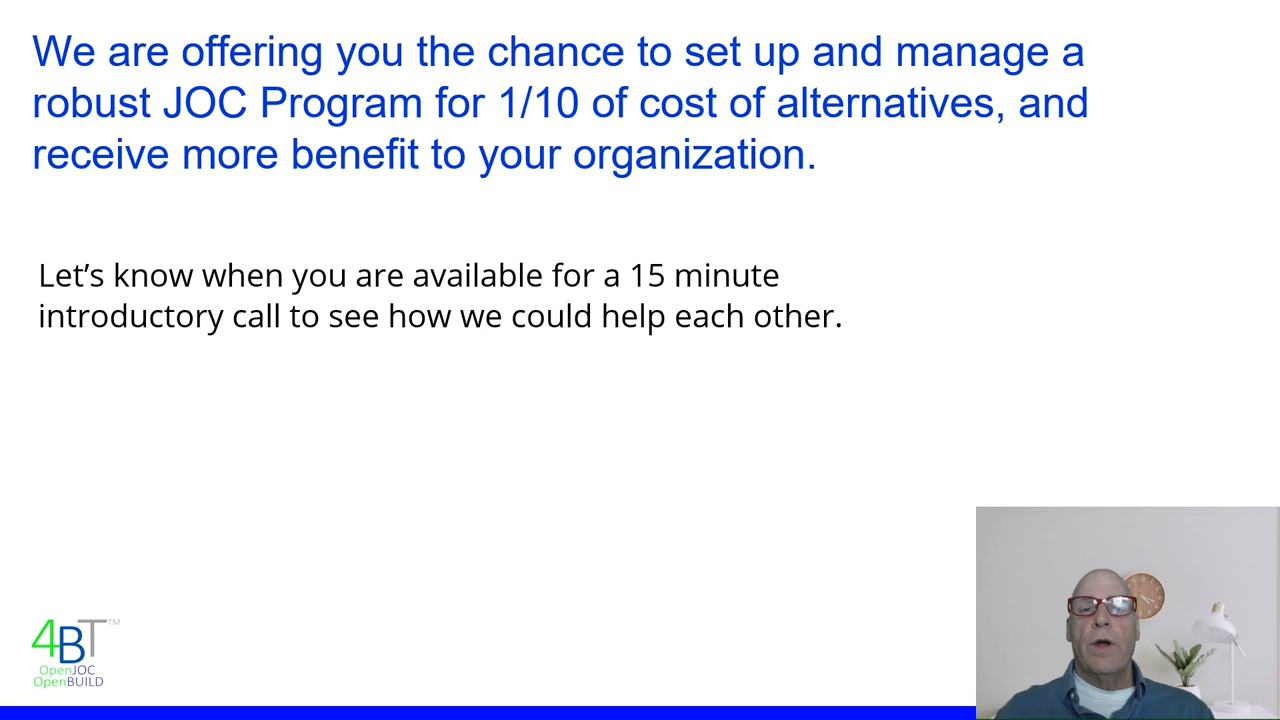 We are offering you the chance to set up and manage a
robust JOC Program for 1/10 of cost of alternatives, and
receive more benefit to your organization.
Let’s know when you are available for a 15 minute
introductory call to see how we could help each other.
4BT™
OpenJOC
OpenBUILD